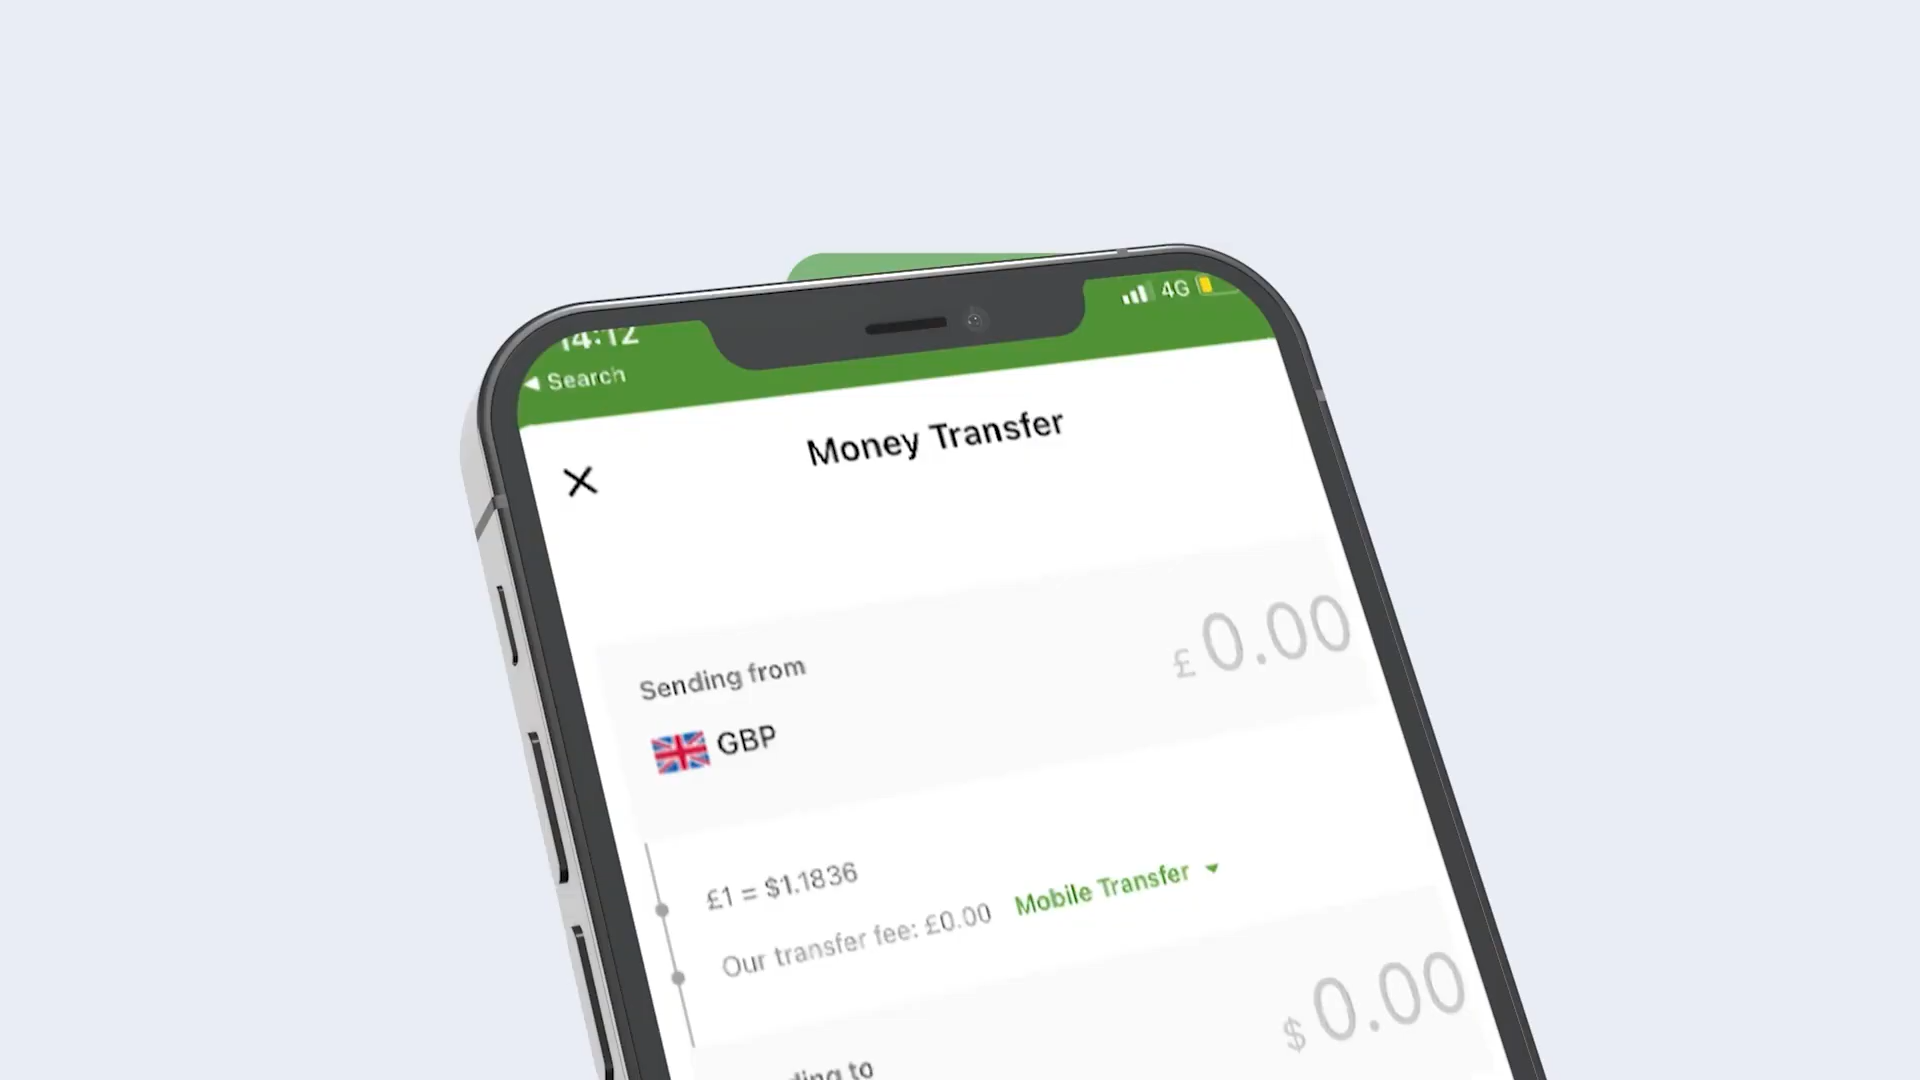 14:12
4G
Search
Money Transfer
Sending from
£0.00
GBP
£1 = $1.1836
Our transfer fee: £0.00 Mobile Transfer
$0.00
to